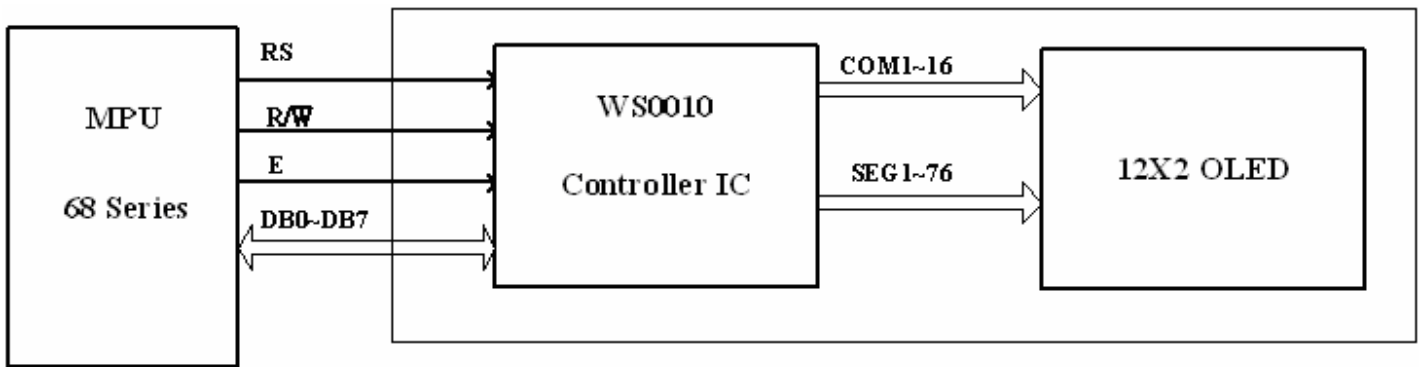 MPU
68 Series
RS
R/W̅
E
DB0~DB7
WS0010
Controller IC
COM1~16
SEG1~76
12X2 OLED